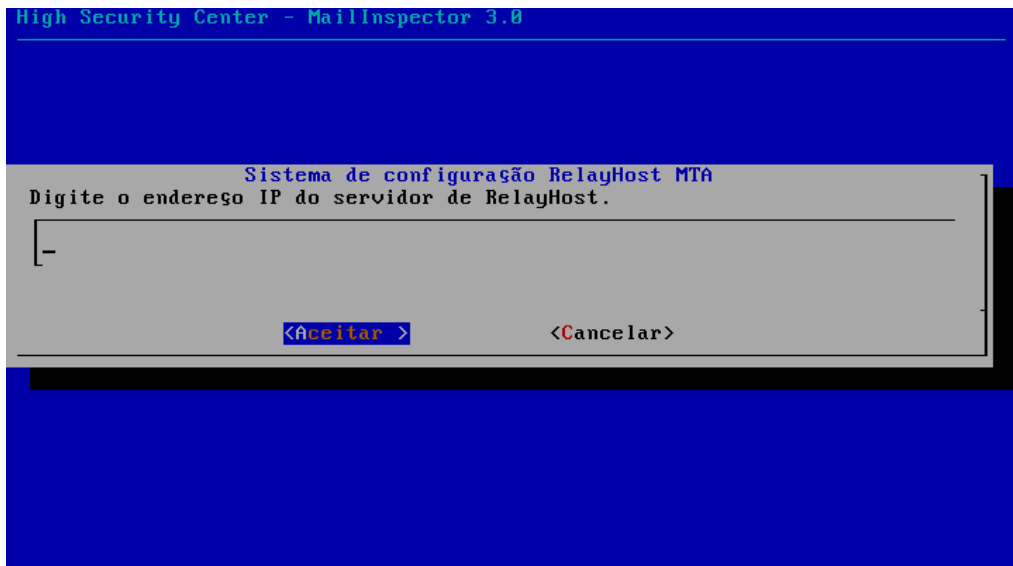 High Security Center - MailInspector 3.0
Sistema de configuração RelayHost MTA
Digite o endereço IP do servidor de RelayHost.
<Aceitar > <Cancelar>